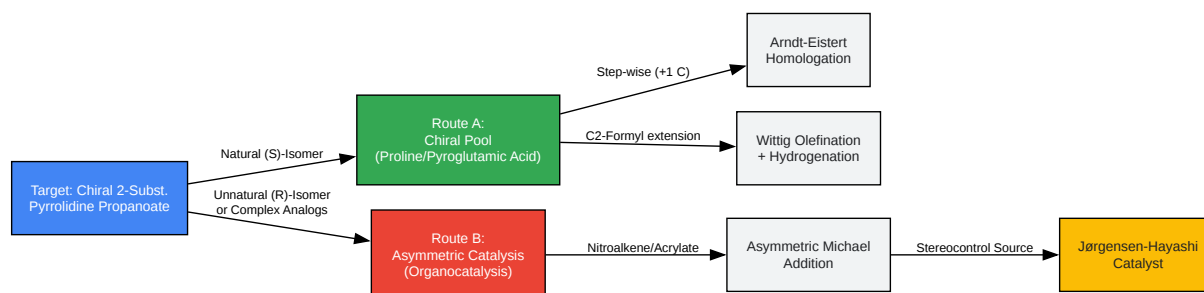 Arndt-Eistert
Homologation
Step-wise (+1 C)
Route A:
Chiral Pool
(Proline/Pyroglutamic Acid)
C2-Formyl extension
Wittig Olefination
+ Hydrogenation
Natural (S)-Isomer
Target: Chiral 2-Subst.
Pyrrolidine Propanoate
Unnatural (R)-Isomer
or Complex Analogs
Route B:
Asymmetric Catalysis
(Organocatalysis)
Nitroalkene/Acrylate
Asymmetric Michael
Addition
Stereocontrol Source
Jørgensen-Hayashi
Catalyst